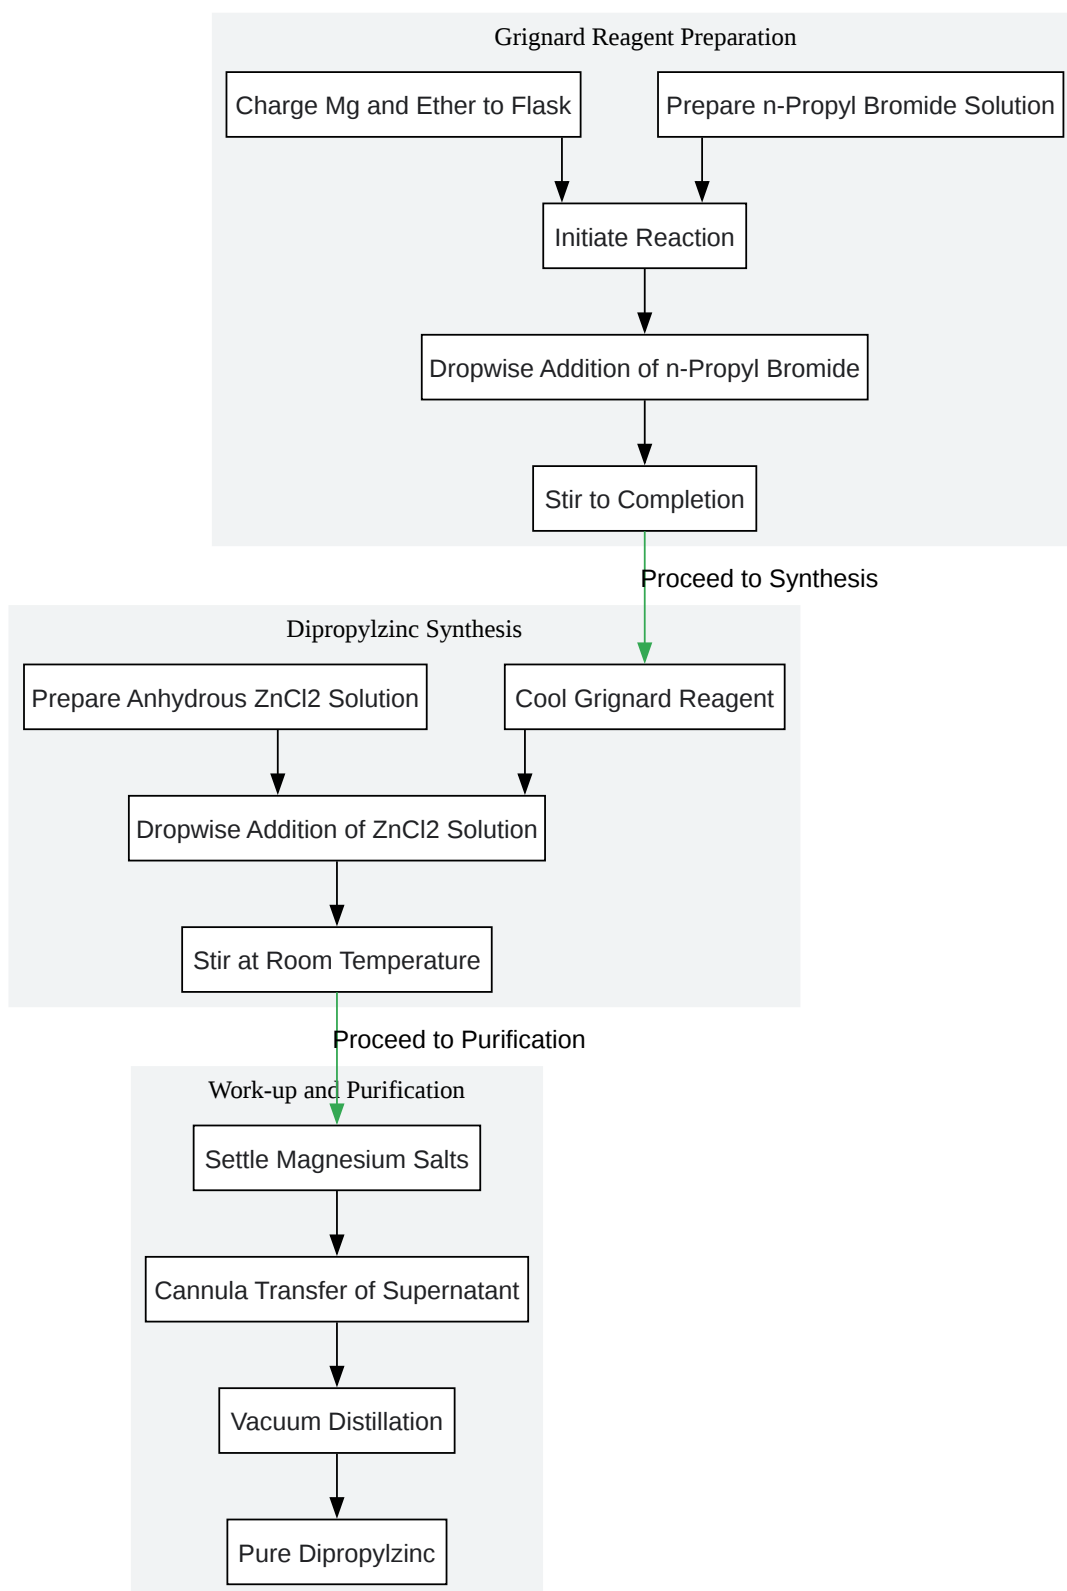 Grignard Reagent Preparation
Charge Mg and Ether to Flask
Prepare n-Propyl Bromide Solution
Initiate Reaction
Dropwise Addition of n-Propyl Bromide
Stir to Completion
Proceed to Synthesis
Dipropylzinc Synthesis
Prepare Anhydrous ZnCl2 Solution
Cool Grignard Reagent
Dropwise Addition of ZnCl2 Solution
Stir at Room Temperature
Proceed to Purification
Work-up and Purification
Settle Magnesium Salts
Cannula Transfer of Supernatant
Vacuum Distillation
Pure Dipropylzinc